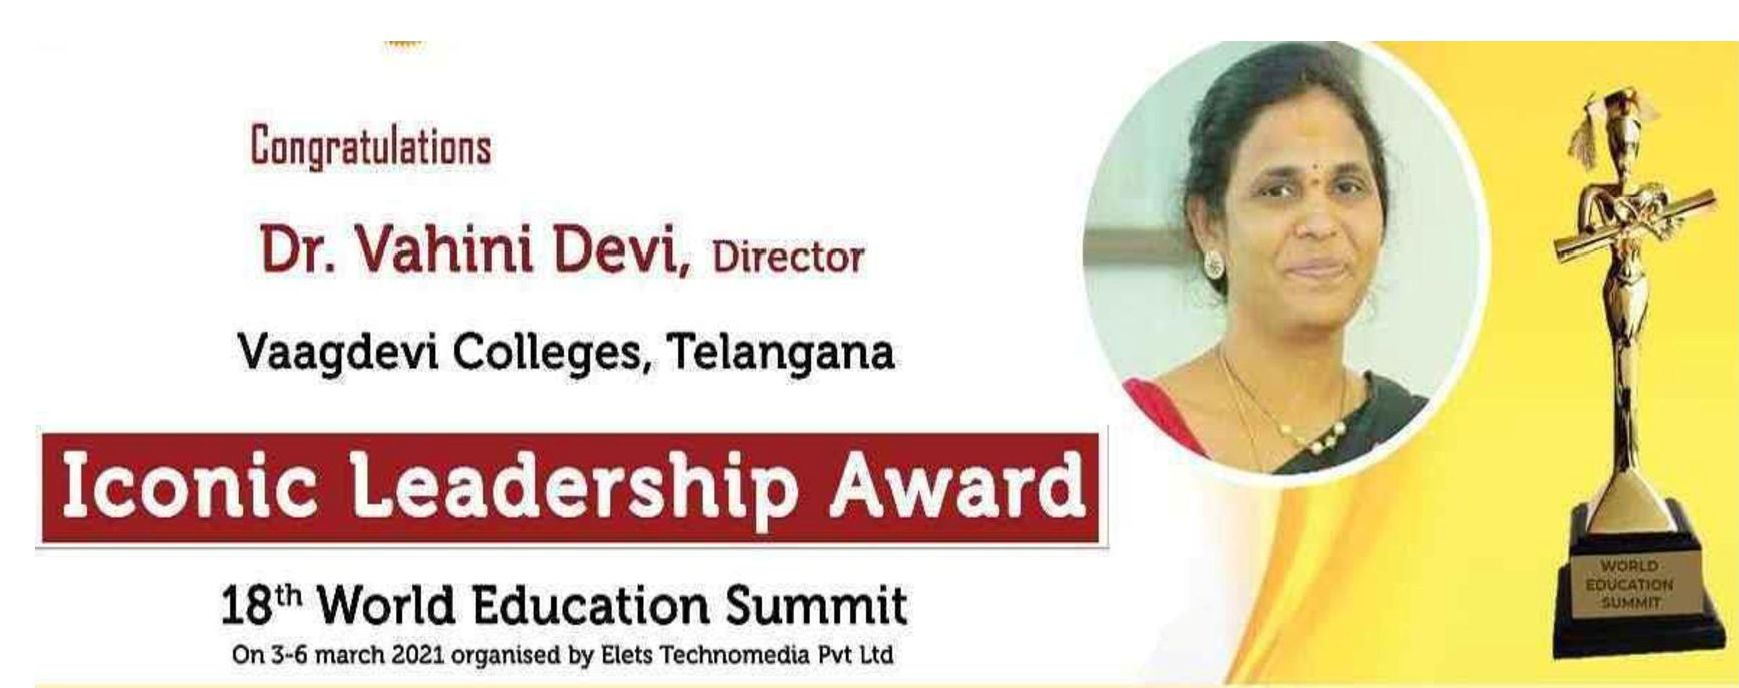 Congratulations
Dr. Vahini Devi, Director
Vaagdevi Colleges, Telangana
Iconic Leadership Award
18th World Education Summit
On 3-6 march 2021 organised by Elets Technomedia Pvt Ltd
WORLD
EDUCATION
SUMMIT